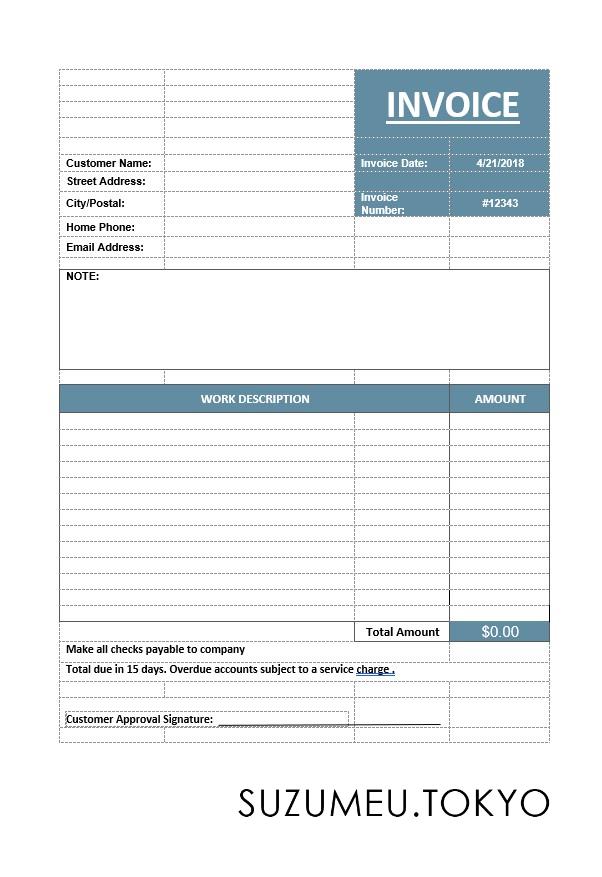 INVOICE
Customer Name:
Invoice Date: 4/21/2018
Street Address:
City/Postal:
Invoice
Number: #12343
Home Phone:
Email Address:
NOTE:
WORK DESCRIPTION AMOUNT
Total Amount $0.00
Make all checks payable to company
Total due in 15 days. Overdue accounts subject to a service charge .
Customer Approval Signature:
SUZUMEU.TOKYO